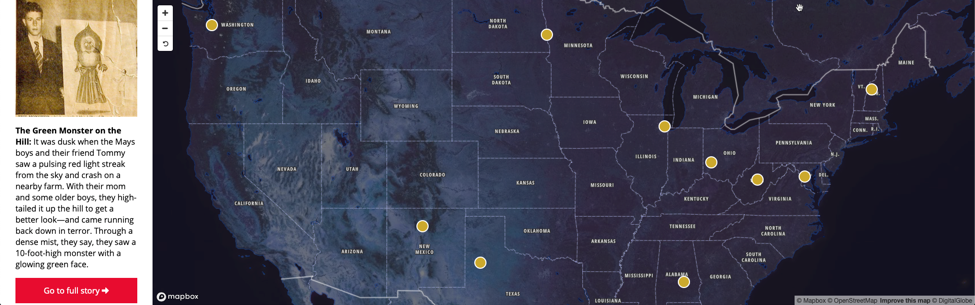 The Green Monster on the
Hill: It was dusk when the Mays
boys and their friend Tommy
saw a pulsing red light streak
from the sky and crash on a
nearby farm. With their mom
and some older boys, they high-
tailed it up the hill to get a
better look—and came running
back down in terror. Through a
dense mist, they say, they saw a
10-foot-high monster with a
glowing green face.
Go to full story ➔
+
−
WASHINGTON
MONTANA
NORTH
DAKOTA
MINNESOTA
MAINE
OREGON
IDAHO
WYOMING
SOUTH
DAKOTA
WISCONSIN
MICHIGAN
VT.
NEW YORK
MASS.
CONN. R.I.
NEVADA
UTAH
COLORADO
NEBRASKA
IOWA
ILLINOIS
INDIANA
OHIO
PENNSYLVANIA
N.J.
DEL.
CALIFORNIA
KANSAS
MISSOURI
KENTUCKY
VIRGINIA
ARIZONA
NEW
MEXICO
OKLAHOMA
ARKANSAS
TENNESSEE
NORTH
CAROLINA
SOUTH
CAROLINA
TEXAS
LOUISIANA
MISSISSIPPI
ALABAMA
GEORGIA
mapbox
© Mapbox © OpenStreetMap Improve this map © DigitalGlobe